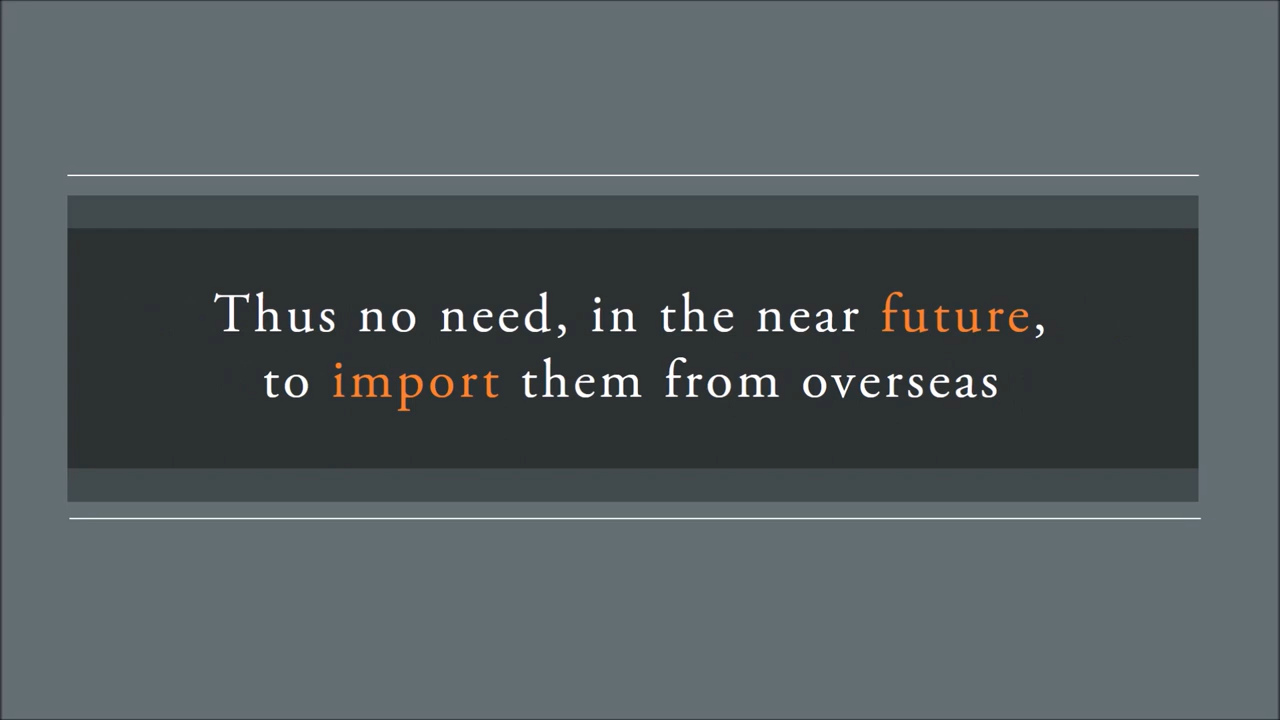 Thus no need, in the near future,
to import them from overseas